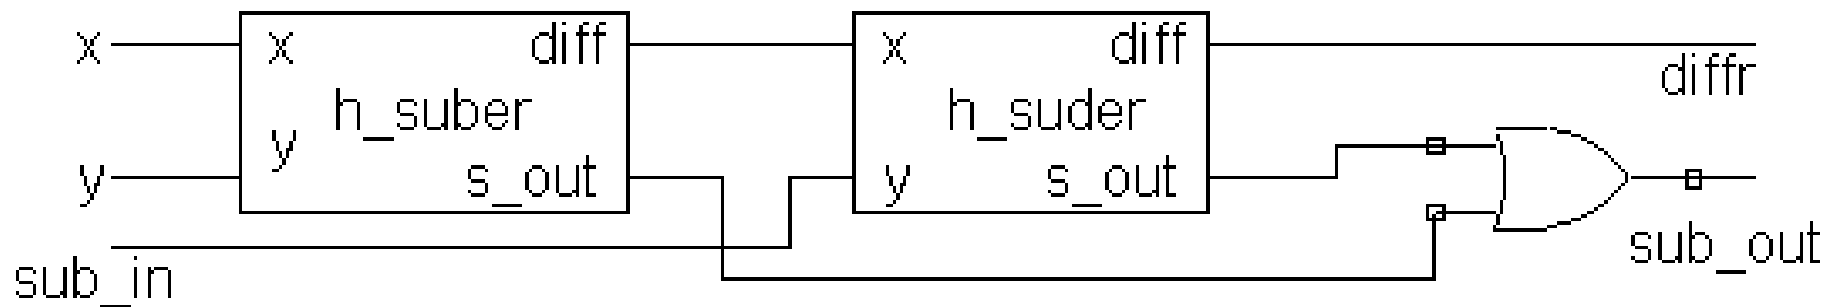 x x diff x diff
diffr
h_suber h_suder
y
y s_out y s_out
sub_out
sub_in